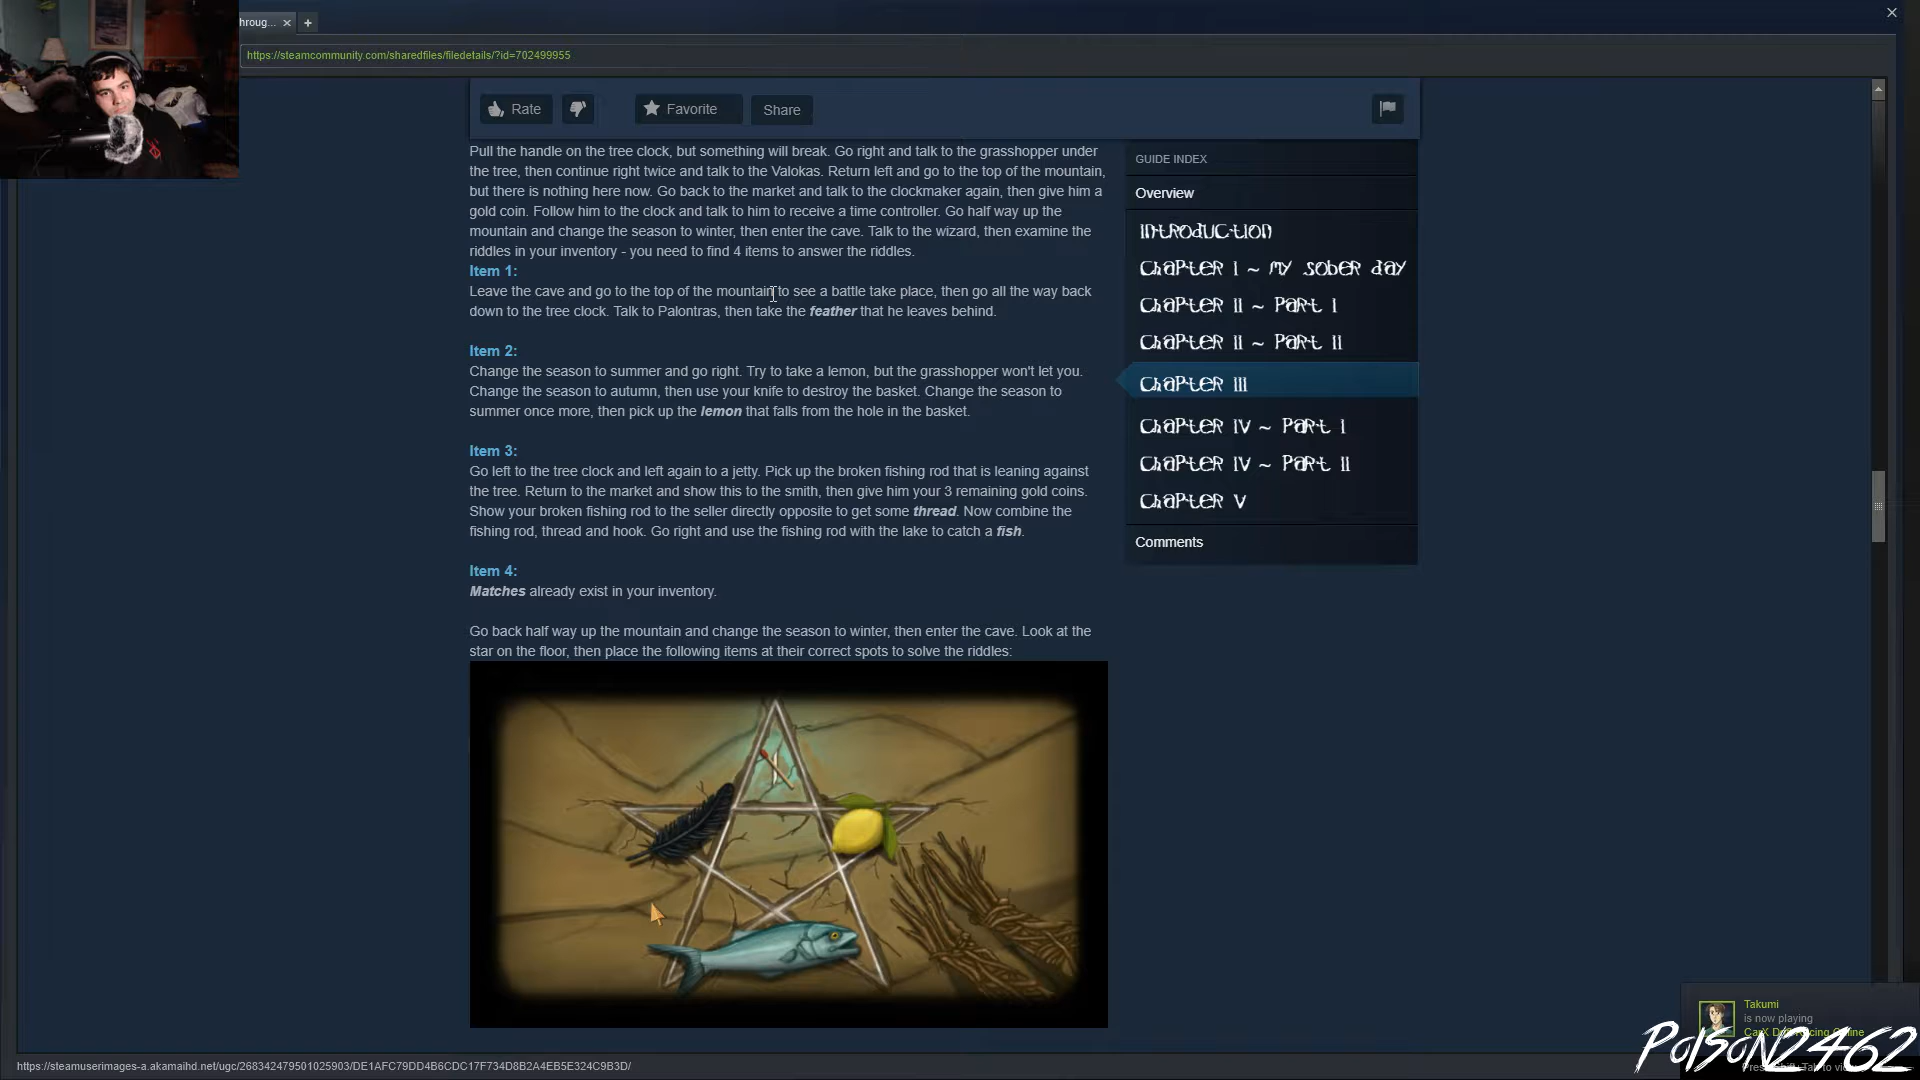 hroug...
https://steamcommunity.com/sharedfiles/filedetails/?id=702499955
Rate
Favorite
Share
Pull the handle on the tree clock, but something will break. Go right and talk to the grasshopper under
the tree, then continue right twice and talk to the Valokas. Return left and go to the top of the mountain,
but there is nothing here now. Go back to the market and talk to the clockmaker again, then give him a
gold coin. Follow him to the clock and talk to him to receive a time controller. Go half way up the
mountain and change the season to winter, then enter the cave. Talk to the wizard, then examine the
riddles in your inventory - you need to find 4 items to answer the riddles.
Item 1:
Leave the cave and go to the top of the mountain to see a battle take place, then go all the way back
down to the tree clock. Talk to Palontras, then take the feather that he leaves behind.
Item 2:
Change the season to summer and go right. Try to take a lemon, but the grasshopper won't let you.
Change the season to autumn, then use your knife to destroy the basket. Change the season to
summer once more, then pick up the lemon that falls from the hole in the basket.
Item 3:
Go left to the tree clock and left again to a jetty. Pick up the broken fishing rod that is leaning against
the tree. Return to the market and show this to the smith, then give him your 3 remaining gold coins.
Show your broken fishing rod to the seller directly opposite to get some thread. Now combine the
fishing rod, thread and hook. Go right and use the fishing rod with the lake to catch a fish.
Item 4:
Matches already exist in your inventory.
Go back half way up the mountain and change the season to winter, then enter the cave. Look at the
star on the floor, then place the following items at their correct spots to solve the riddles:
GUIDE INDEX
Overview
Introduction
Chapter I ~ My sober day
Chapter II ~ Part I
Chapter II ~ Part II
Chapter III
Chapter IV ~ Part I
Chapter IV ~ Part II
Chapter V
Comments
Takumi
is now playing
CarX Drift Racing Online
Poison2462
https://steamuserimages-a.akamaihd.net/ugc/268342479501025903/DE1AFC79DD4B6CDC17F734D8B2A4EB5E324C9B3D/